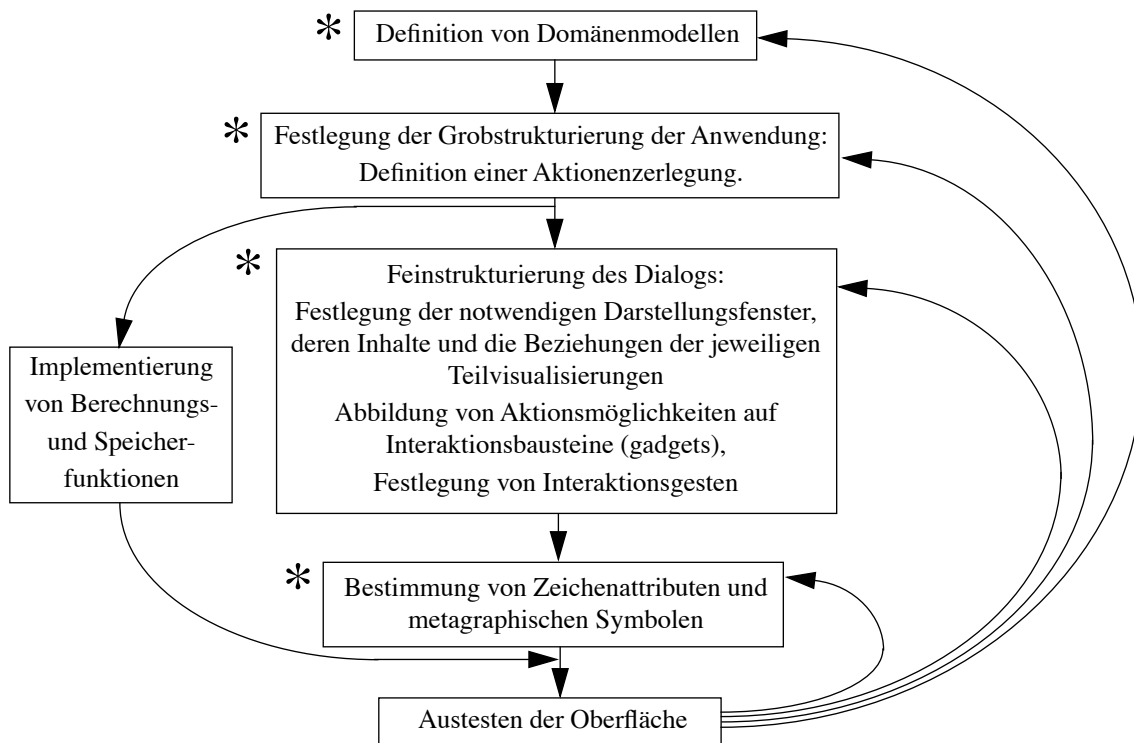 * Definition von Domänenmodellen
* Festlegung der Grobstrukturierung der Anwendung:
Definition einer Aktionenzerlegung.
* Feinstrukturierung des Dialogs:
Festlegung der notwendigen Darstellungsfenster,
deren Inhalte und die Beziehungen der jeweiligen
Teilvisualisierungen
Abbildung von Aktionsmöglichkeiten auf
Interaktionsbausteine (gadgets),
Festlegung von Interaktionsgesten
Implementierung
von Berechnungs-
und Speicher-
funktionen
* Bestimmung von Zeichenattributen und
metagraphischen Symbolen
Austesten der Oberfläche